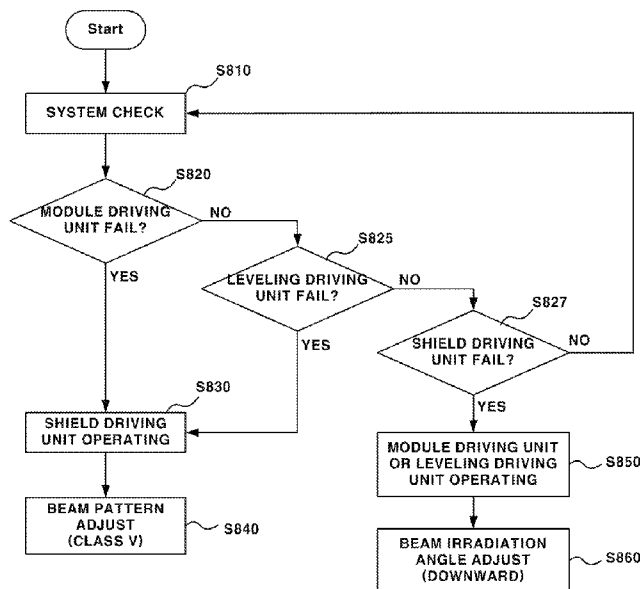 Start
S810
SYSTEM CHECK
S820
MODULE DRIVING
UNIT FAIL?
NO
YES
S825
LEVELING DRIVING
UNIT FAIL?
NO
YES
S827
SHIELD DRIVING
UNIT FAIL?
NO
YES
S830
SHIELD DRIVING
UNIT OPERATING
S840
BEAM PATTERN
ADJUST
(CLASS V)
MODULE DRIVING UNIT
OR LEVELING DRIVING
UNIT OPERATING
S850
BEAM IRRADIATION
ANGLE ADJUST
(DOWNWARD)
S860